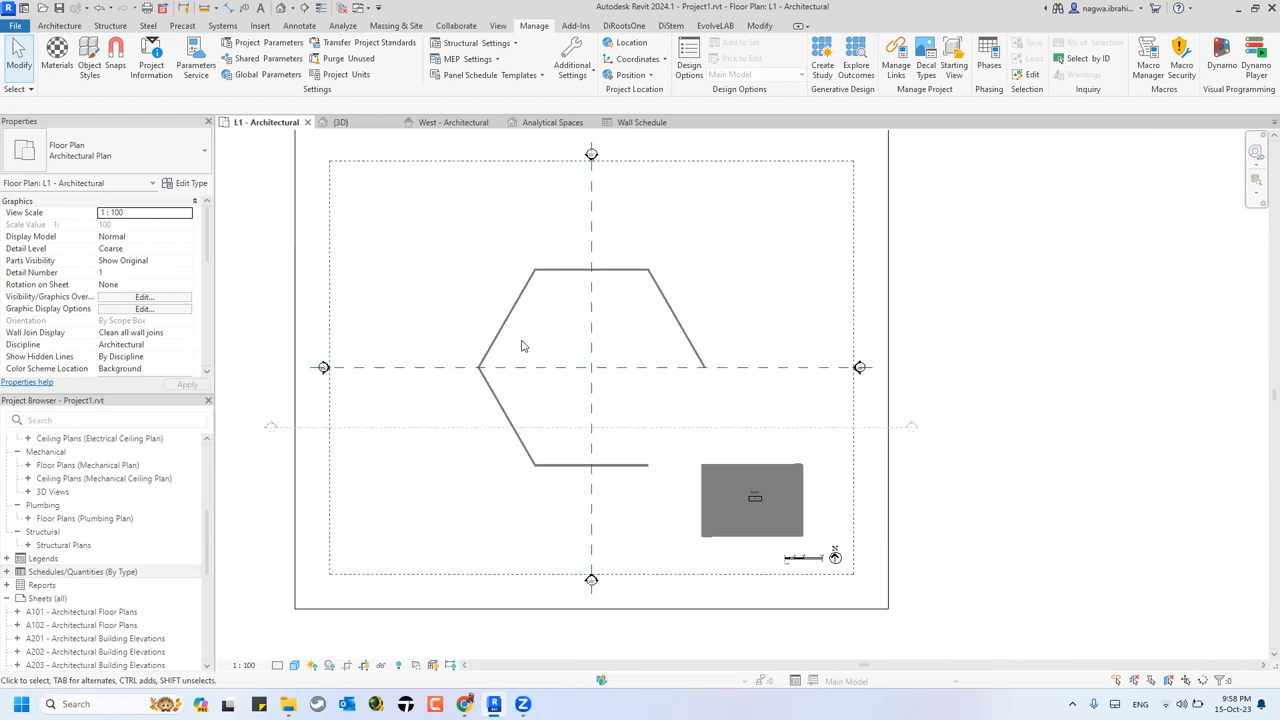 Autodesk Revit 2024.1 - Project1.rvt - Floor Plan: L1 - Architectural
nagwa.ibrahi...
File Architecture Structure Steel Precast Systems Insert Annotate Analyze Massing & Site Collaborate View Manage Add-Ins DiRootsOne DiStem EvolveLAB Modify
Modify
Materials
Object Styles
Snaps
Project Information
Parameters Service
Project Parameters
Shared Parameters
Global Parameters
Transfer Project Standards
Purge Unused
Project Units
Structural Settings
MEP Settings
Panel Schedule Templates
Additional Settings
Location
Coordinates
Position
Design Options
Add to Set
Pick to Edit
Main Model
Create Study
Explore Outcomes
Manage Links
Decal Types
Starting View
Phases
Save
Load
Edit
IDs of Selection
Select by ID
Warnings
Macro Manager
Macro Security
Dynamo
Dynamo Player
Select Settings Project Location Design Options Generative Design Manage Project Phasing Selection Inquiry Macros Visual Programming
Properties
L1 - Architectural {3D} West - Architectural Analytical Spaces Wall Schedule
Floor Plan
Architectural Plan
Floor Plan: L1 - Architectural Edit Type
Graphics
View Scale 1 : 100
Scale Value 1: 100
Display Model Normal
Detail Level Coarse
Parts Visibility Show Original
Detail Number 1
Rotation on Sheet None
Visibility/Graphics Over... Edit...
Graphic Display Options Edit...
Orientation By Scope Box
Wall Join Display Clean all wall joins
Discipline Architectural
Show Hidden Lines By Discipline
Color Scheme Location Background
Properties help Apply
Project Browser - Project1.rvt
Search
Ceiling Plans (Electrical Ceiling Plan)
Mechanical
Floor Plans (Mechanical Plan)
Ceiling Plans (Mechanical Ceiling Plan)
3D Views
Plumbing
Floor Plans (Plumbing Plan)
Structural
Structural Plans
Legends
Schedules/Quantities (By Type)
Reports
Sheets (all)
A101 - Architectural Floor Plans
A102 - Architectural Floor Plans
A201 - Architectural Building Elevations
A202 - Architectural Building Elevations
A203 - Architectural Building Elevations
N
1 : 100
Click to select, TAB for alternates, CTRL adds, SHIFT unselects.
:0 Main Model :0
Search
ENG
9:58 PM
15-Oct-23